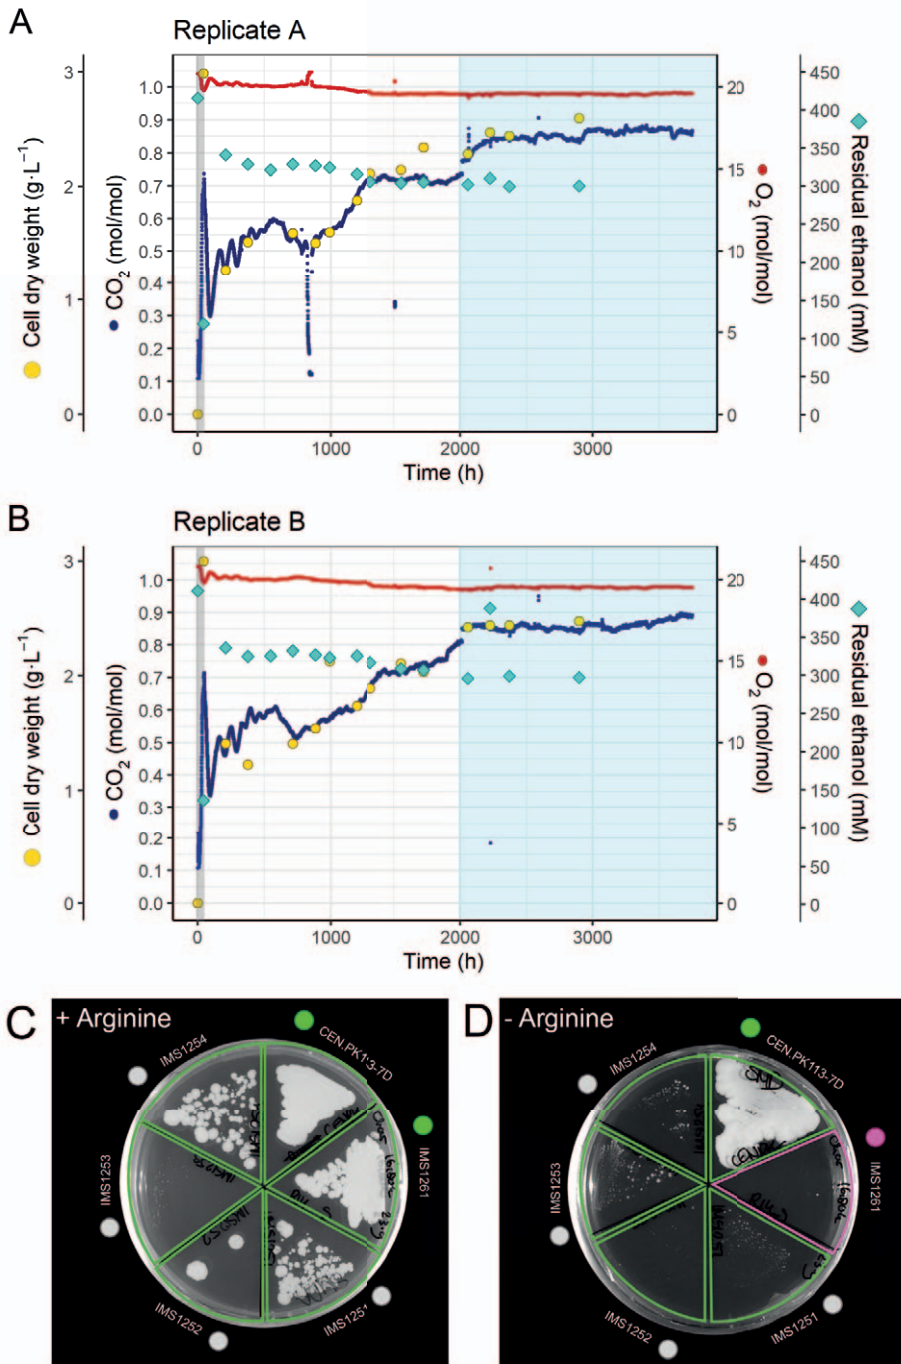 A
Replicate A
Cell dry weight (g·L⁻¹)
CO₂ (mol/mol)
O₂ (mol/mol)
Residual ethanol (mM)
3
2
1
0
1.0
0.9
0.8
0.7
0.6
0.5
0.4
0.3
0.2
0.1
0.0
20
15
10
5
0
450
400
350
300
250
200
150
100
50
0
0 1000 2000 3000
Time (h)
B
Replicate B
Cell dry weight (g·L⁻¹)
CO₂ (mol/mol)
O₂ (mol/mol)
Residual ethanol (mM)
3
2
1
0
1.0
0.9
0.8
0.7
0.6
0.5
0.4
0.3
0.2
0.1
0.0
20
15
10
5
0
450
400
350
300
250
200
150
100
50
0
0 1000 2000 3000
Time (h)
C
+ Arginine
IMS1254
CEN.PK113-7D
IMS1261
IMS1251
IMS1252
IMS1253
D
- Arginine
IMS1254
CEN.PK113-7D
IMS1261
IMS1251
IMS1252
IMS1253